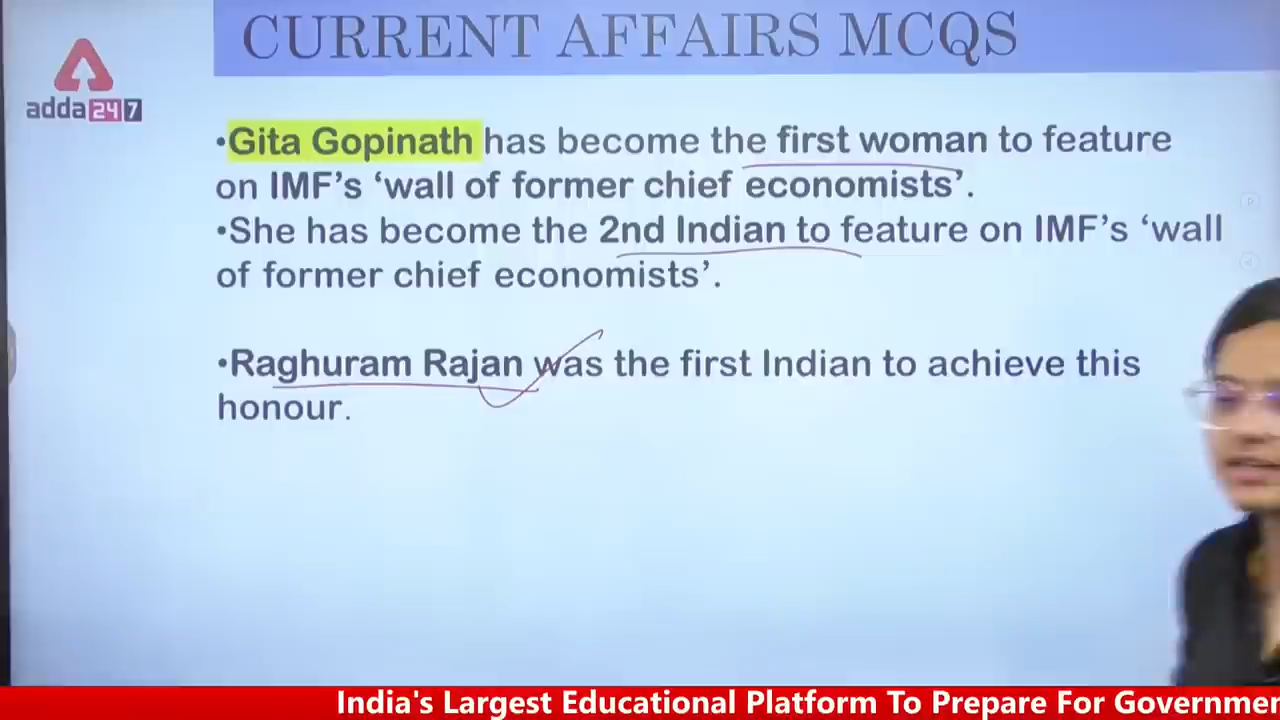 CURRENT AFFAIRS MCQS
adda247
•Gita Gopinath has become the first woman to feature
on IMF's ‘wall of former chief economists’.
•She has become the 2nd Indian to feature on IMF's ‘wall
of former chief economists’.
•Raghuram Rajan was the first Indian to achieve this
honour.
India's Largest Educational Platform To Prepare For Governme